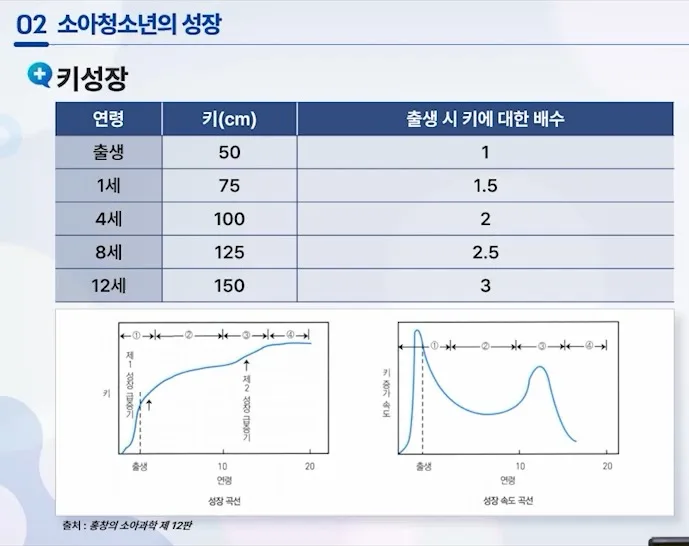 02 소아청소년의 성장
키성장
연령 키(cm) 출생 시 키에 대한 배수
출생 50 1
1세 75 1.5
4세 100 2
8세 125 2.5
12세 150 3
① ② ③ ④
제1 성장 급증기
제2 성장 급증기
키
출생 10 20
연령
성장 곡선
① ② ③ ④
키 증가 속도
출생 10 20
연령
성장 속도 곡선
출처 : 홍창의 소아과학 제 12판